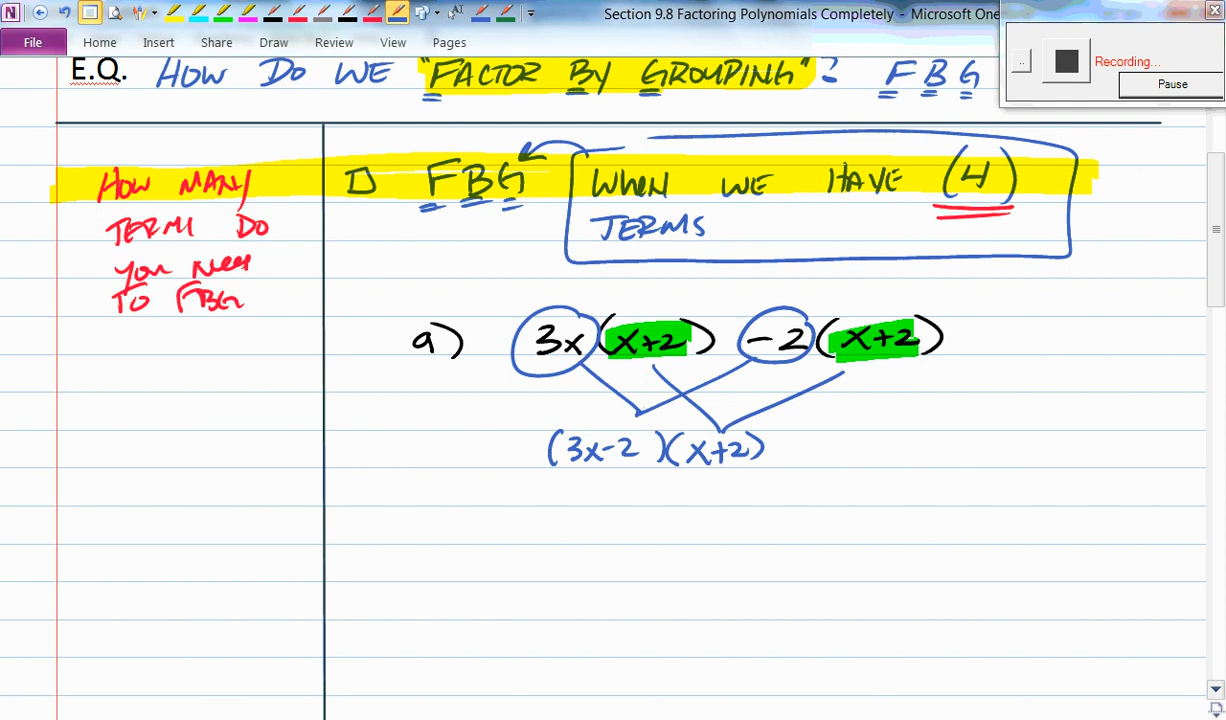 Section 9.8 Factoring Polynomials Completely - Microsoft One
File Home Insert Share Draw Review View Pages
Recording...
Pause
E.Q. HOW DO WE "FACTOR BY GROUPING"? F B G
HOW MANY
TERMS DO
YOU NEED
TO FBG
FBG WHEN WE HAVE (4)
TERMS
a) 3x(x+2) -2(x+2)
(3x-2)(x+2)